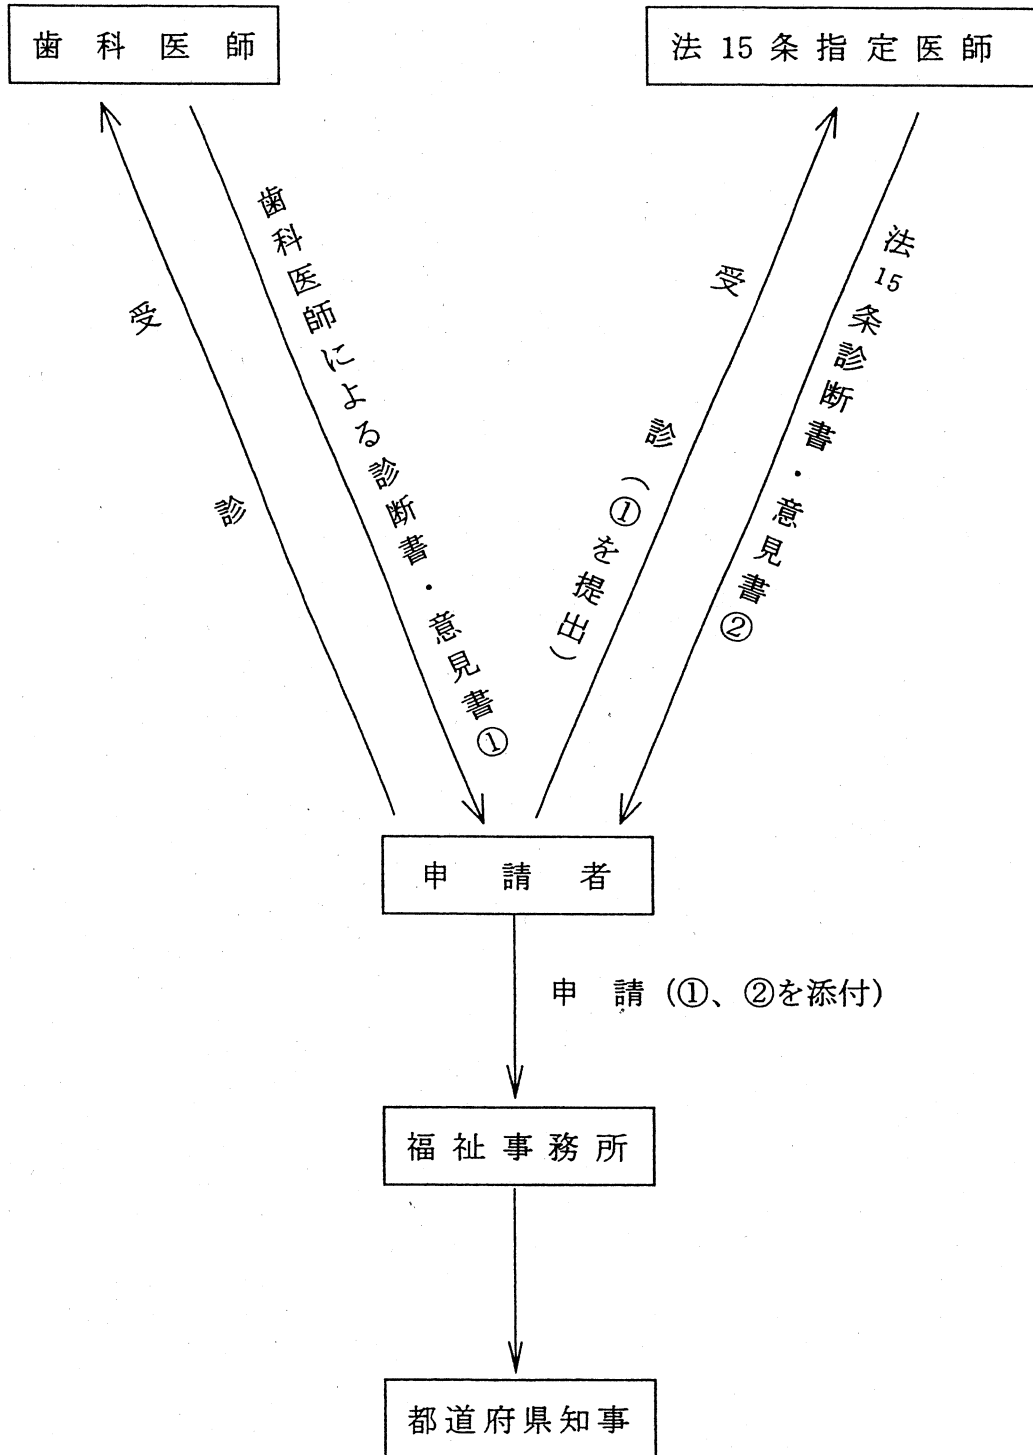 歯科医師
法15条指定医師
受診
歯科医師による診断書・意見書①
受診(①を提出)
法15条診断書・意見書②
申請者
申請(①、②を添付)
福祉事務所
都道府県知事